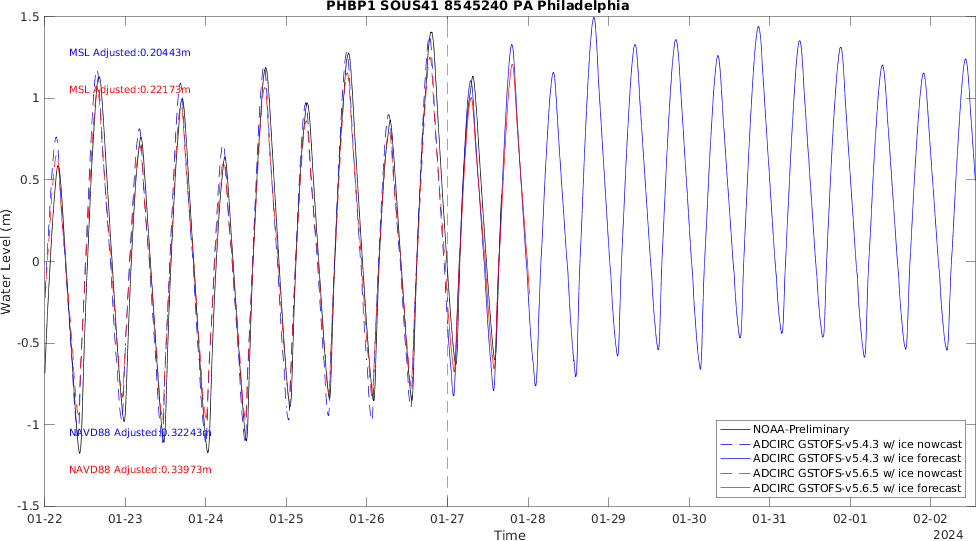 PHBP1 SOUS41 8545240 PA Philadelphia
Water Level (m)
1.5
1
0.5
0
-0.5
-1
-1.5
MSL Adjusted:0.20443m
MSL Adjusted:0.22173m
NAVD88 Adjusted:0.32243m
NAVD88 Adjusted:0.33973m
NOAA-Preliminary
ADCIRC GSTOFS-v5.4.3 w/ ice nowcast
ADCIRC GSTOFS-v5.4.3 w/ ice forecast
ADCIRC GSTOFS-v5.6.5 w/ ice nowcast
ADCIRC GSTOFS-v5.6.5 w/ ice forecast
01-22 01-23 01-24 01-25 01-26 01-27 01-28 01-29 01-30 01-31 02-01 02-02
Time
2024